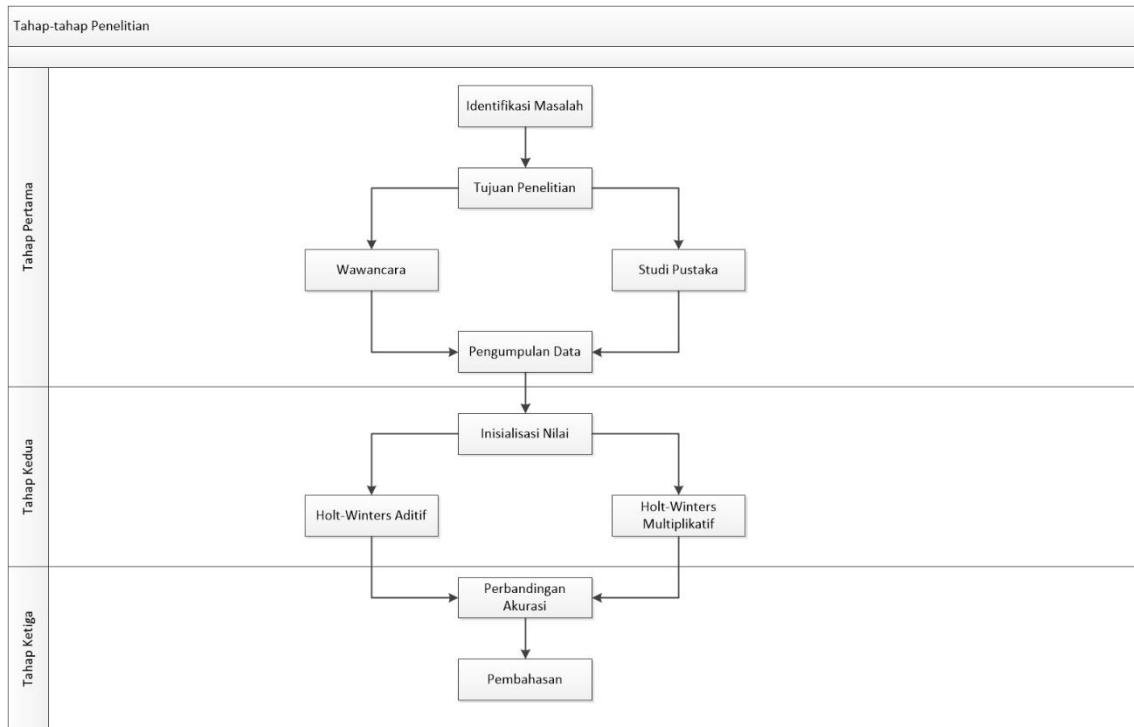 Tahap-tahap Penelitian
Tahap Pertama
Identifikasi Masalah
Tujuan Penelitian
Wawancara
Studi Pustaka
Pengumpulan Data
Tahap Kedua
Inisialisasi Nilai
Holt-Winters Aditif
Holt-Winters
Multiplikatif
Tahap Ketiga
Perbandingan
Akurasi
Pembahasan